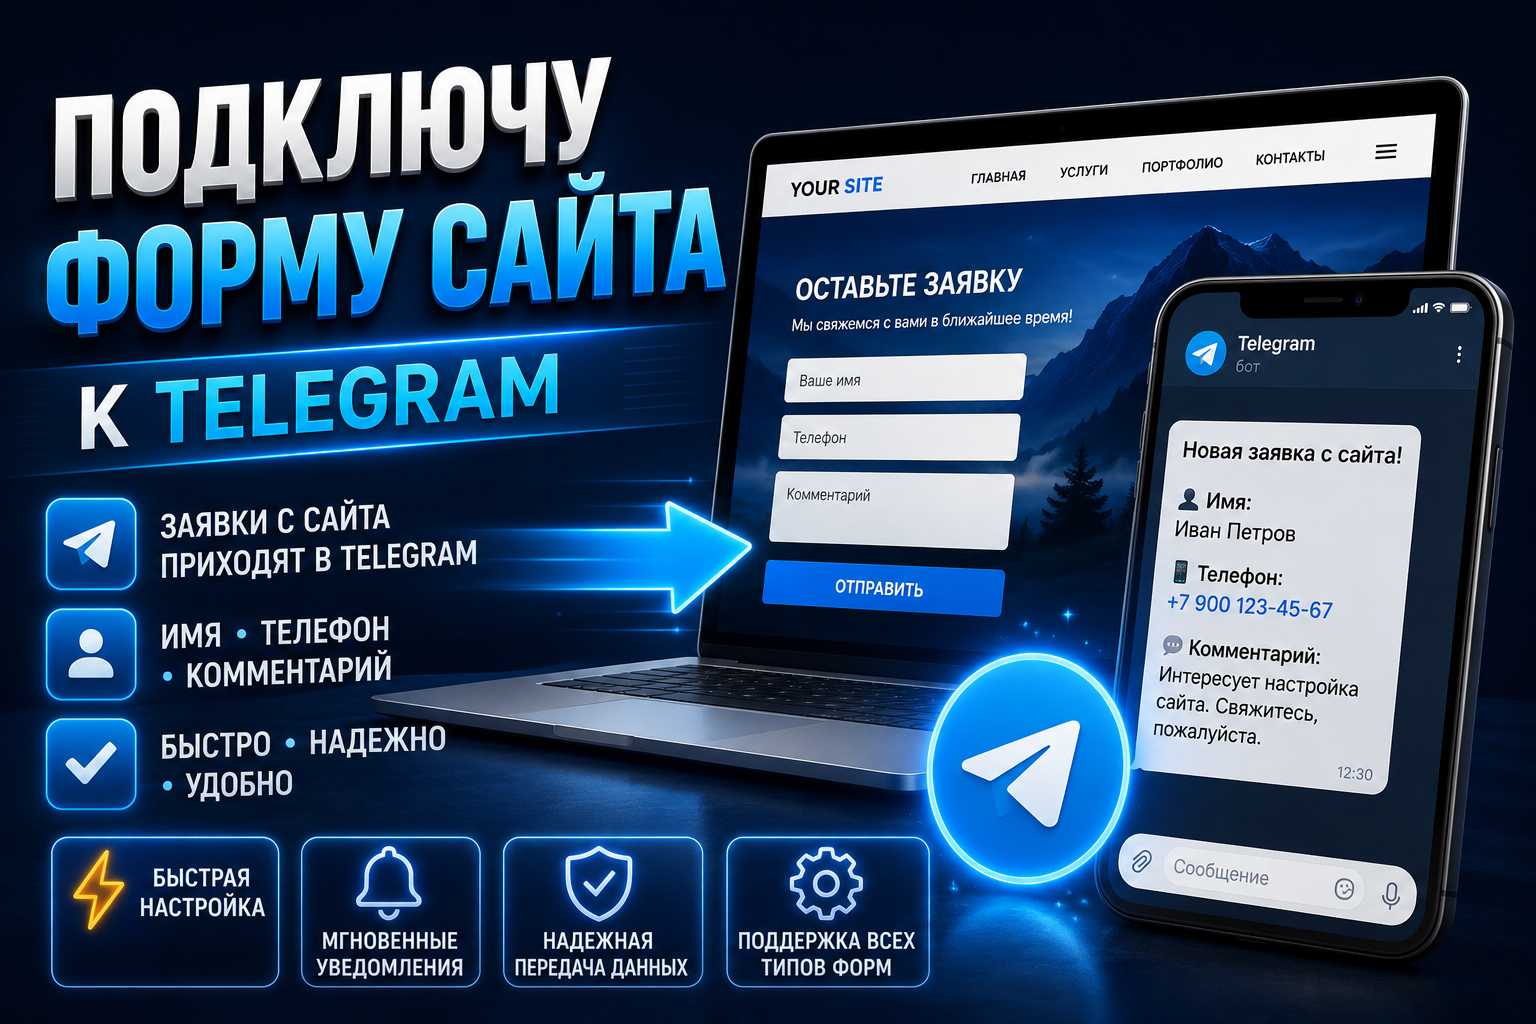 ПОДКЛЮЧУ
ФОРМУ САЙТА
К TELEGRAM
ЗАЯВКИ С САЙТА
ПРИХОДЯТ В TELEGRAM
ИМЯ • ТЕЛЕФОН
• КОММЕНТАРИЙ
БЫСТРО • НАДЕЖНО
• УДОБНО
БЫСТРАЯ
НАСТРОЙКА
МГНОВЕННЫЕ
УВЕДОМЛЕНИЯ
НАДЕЖНАЯ
ПЕРЕДАЧА ДАННЫХ
ПОДДЕРЖКА ВСЕХ
ТИПОВ ФОРМ
YOUR SITE
ГЛАВНАЯ
УСЛУГИ
ПОРТФОЛИО
КОНТАКТЫ
ОСТАВЬТЕ ЗАЯВКУ
Мы свяжемся с вами в ближайшее время!
Ваше имя
Телефон
Комментарий
ОТПРАВИТЬ
Telegram
бот
Новая заявка с сайта!
Имя:
Иван Петров
Телефон:
+7 900 123-45-67
Комментарий:
Интересует настройка
сайта. Свяжитесь,
пожалуйста.
12:30
Сообщение